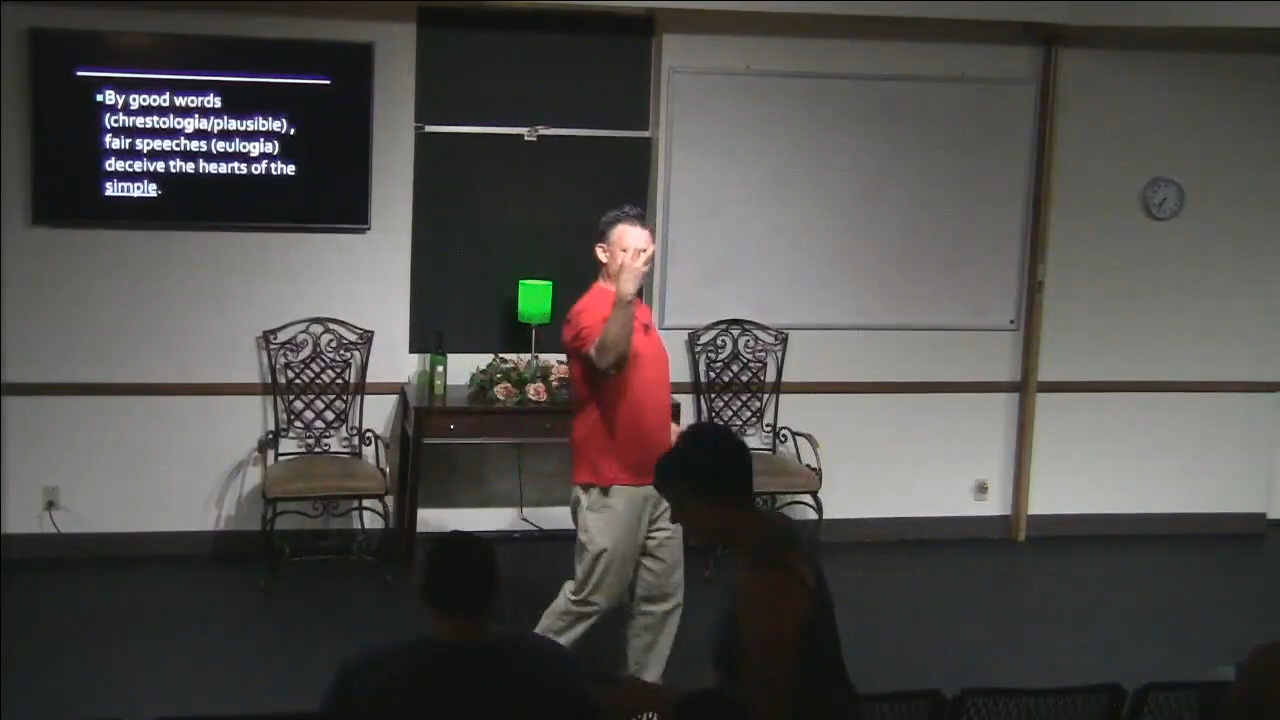 By good words
(chrestologia/plausible) ,
fair speeches (eulogia)
deceive the hearts of the
simple.